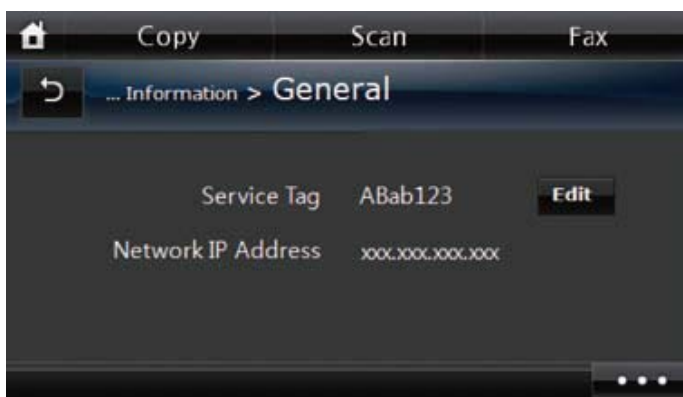 Copy Scan Fax
... Information > General
Service Tag ABab123 Edit
Network IP Address xxx.xxx.xxx.xxx